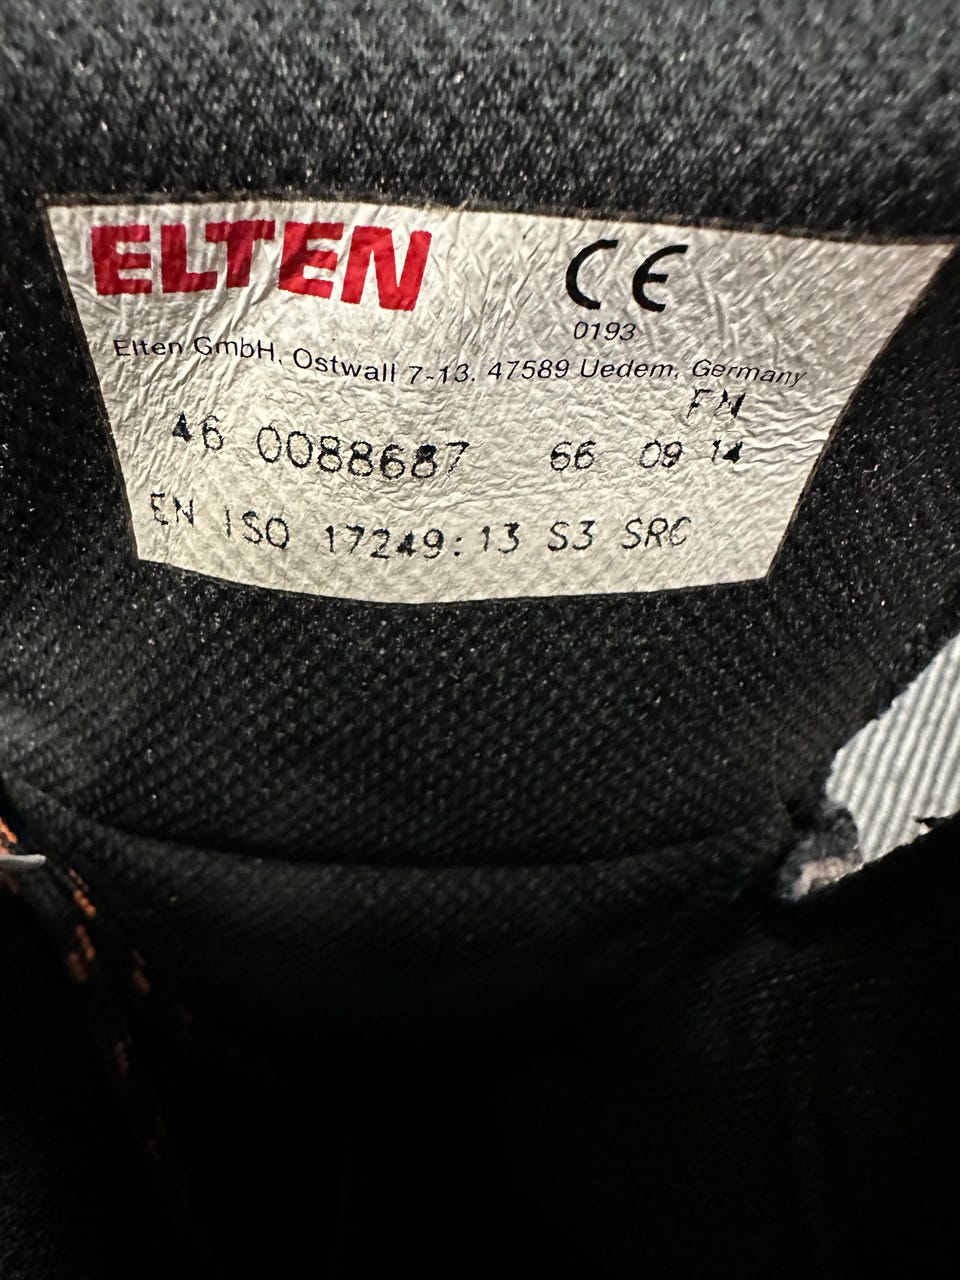 ELTEN CE
0193
Elten GmbH, Ostwall 7-13. 47589 Uedem, Germany
FN
46 0088687 66 09 14
EN ISO 17249:13 S3 SRC